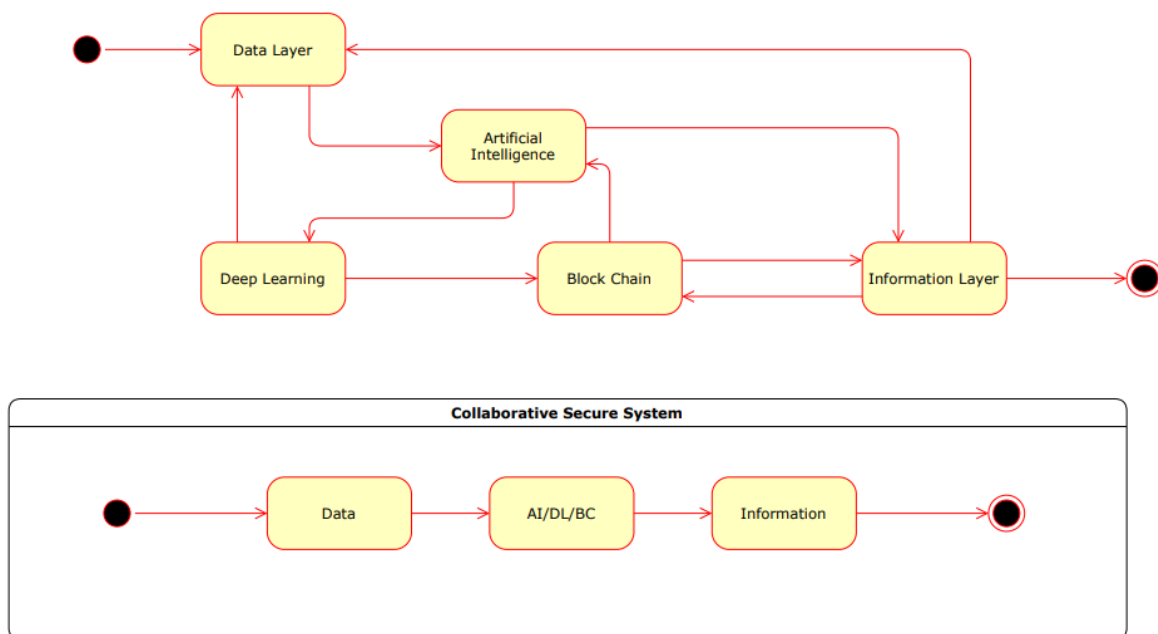 Data Layer
Artificial
Intelligence
Deep Learning
Block Chain
Information Layer
Collaborative Secure System
Data
AI/DL/BC
Information